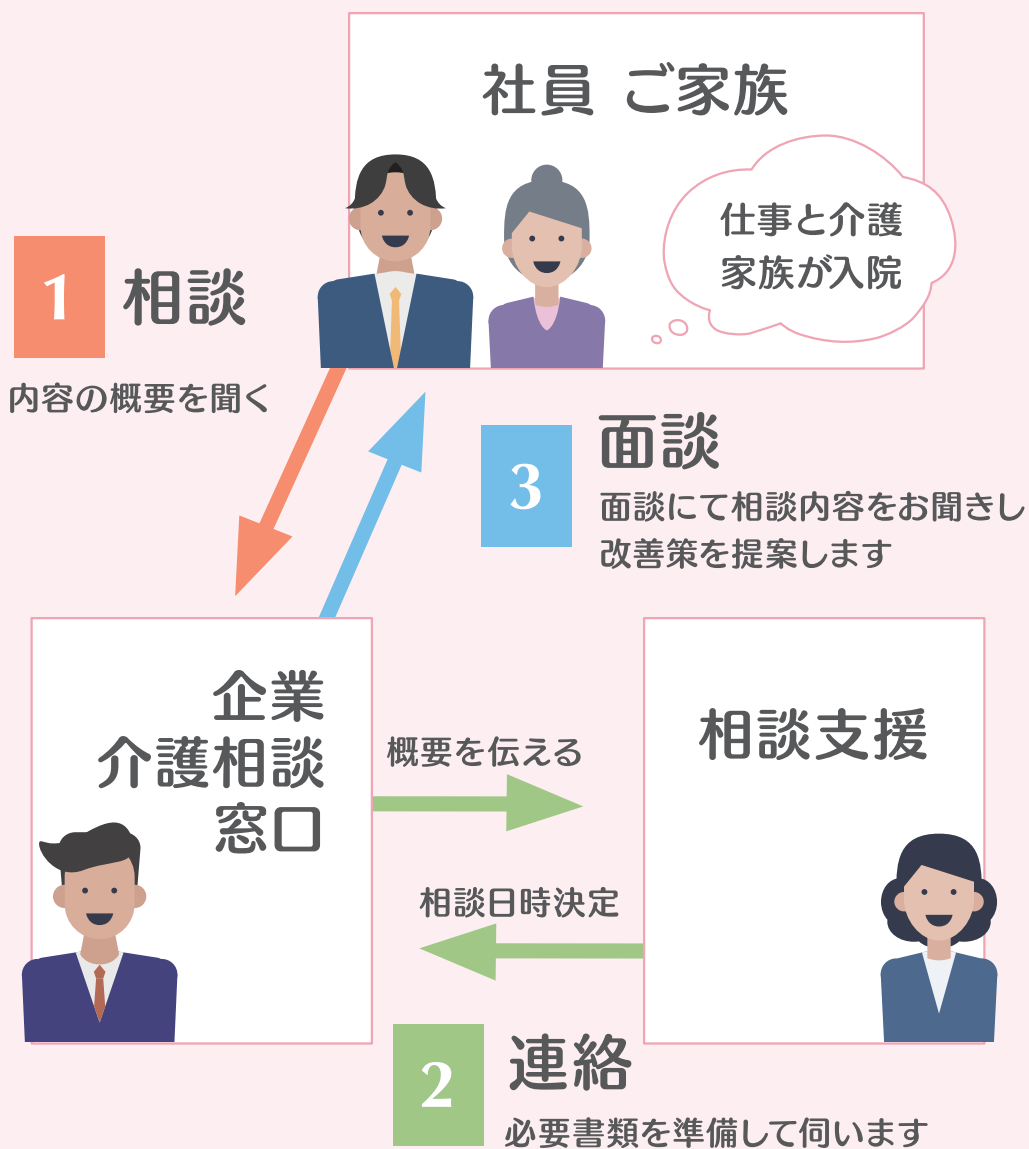 社員 ご家族
仕事と介護
家族が入院
1 相談
内容の概要を聞く
3 面談
面談にて相談内容をお聞きし
改善策を提案します
企業
介護相談
窓口
概要を伝える
相談日時決定
相談支援
2 連絡
必要書類を準備して伺います